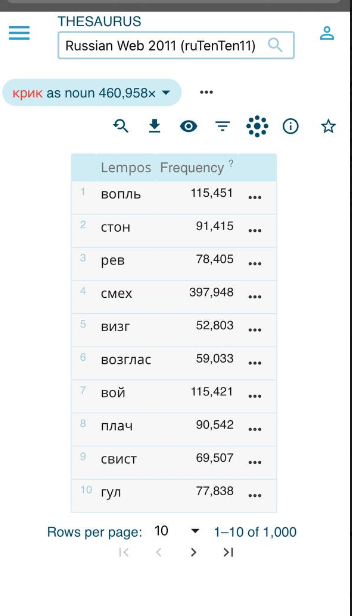 THESAURUS
Russian Web 2011 (ruTenTen11)
крик as noun 460,958×
Lempos Frequency ?
1 вопль 115,451
2 стон 91,415
3 рев 78,405
4 смех 397,948
5 визг 52,803
6 возглас 59,033
7 вой 115,421
8 плач 90,542
9 свист 69,507
10 гул 77,838
Rows per page: 10 1–10 of 1,000